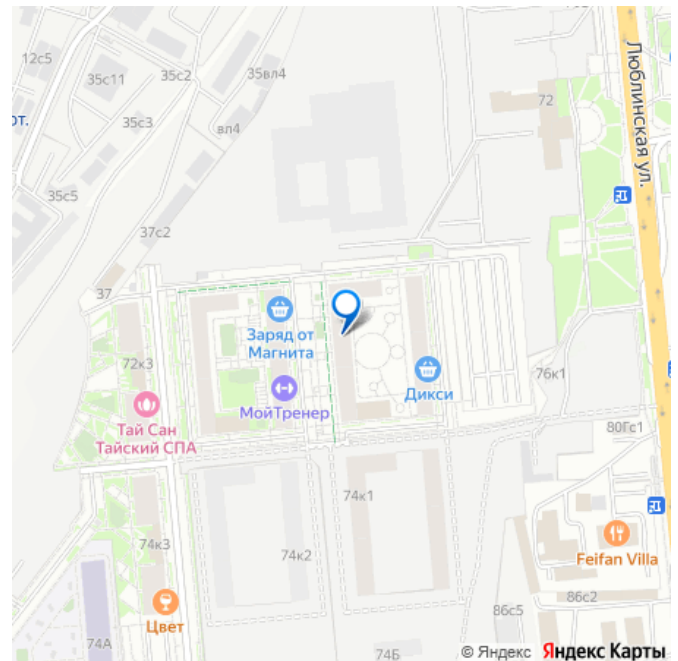 12с5
35с11
35с2
35вл4
35с3
вл4
от.
35с5
37с2
37
72
Люблинская ул.
Заряд от
Магнита
72к3
МойТренер
Дикси
76к1
Тай Сан
Тайский СПА
80Гс1
74к1
74к3
74к2
Feifan Villa
86с5
86с2
Цвет
74А
74Б
© Яндекс Яндекс Карты